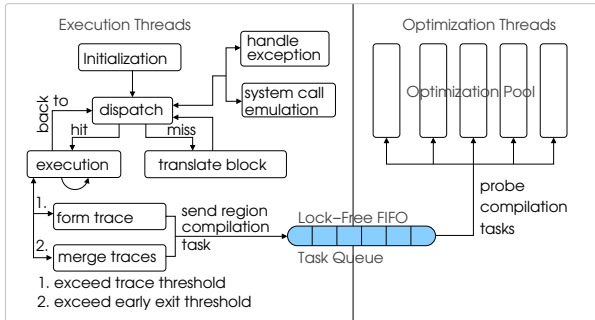 Execution Threads
Optimization Threads
Initialization
handle
exception
system call
emulation
dispatch
back to
hit
miss
execution
translate block
Optimization Pool
1.
form trace
2.
merge traces
send region
compilation
task
Lock-Free FIFO
Task Queue
probe
compilation
tasks
1. exceed trace threshold
2. exceed early exit threshold